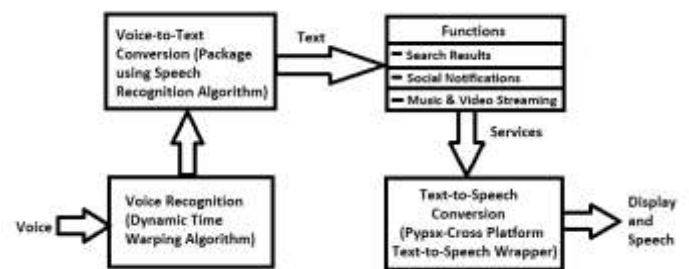 Voice-to-Text
Conversion (Package
using Speech
Recognition Algorithm)
Text
Functions
– Search Results
– Social Notifications
– Music & Video Streaming
Services
Voice
Voice Recognition
(Dynamic Time
Warping Algorithm)
Text-to-Speech
Conversion
(Pypsx-Cross Platform
Text-to-Speech Wrapper)
Display
and
Speech